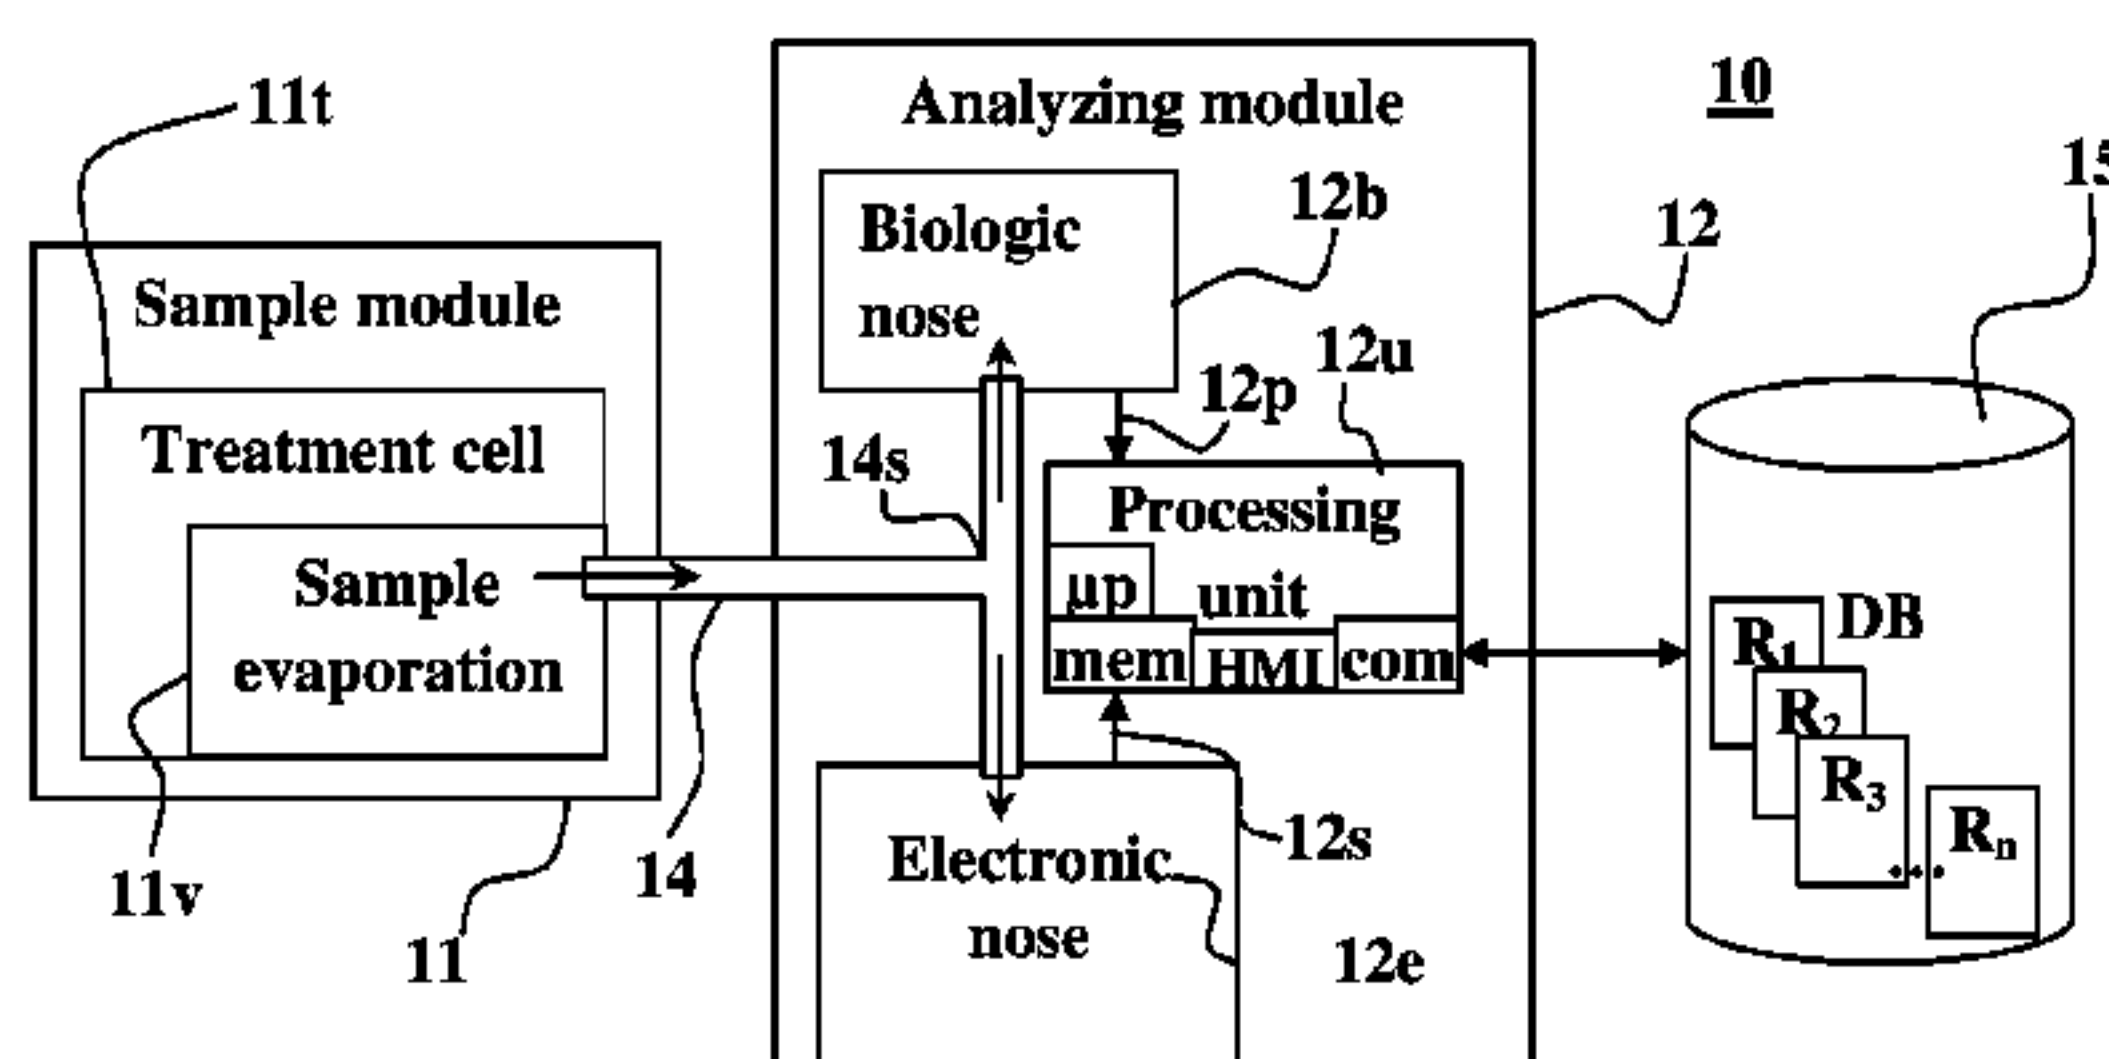 11t
Analyzing module
10
15
Biologic
nose
12b
12
Sample module
12u
12p
Treatment cell
14s
Processing
unit
Sample
evaporation
µp
mem
HMI
com
DB
R1
R2
R3
...
Rn
11v
14
11
12s
Electronic
nose
12e